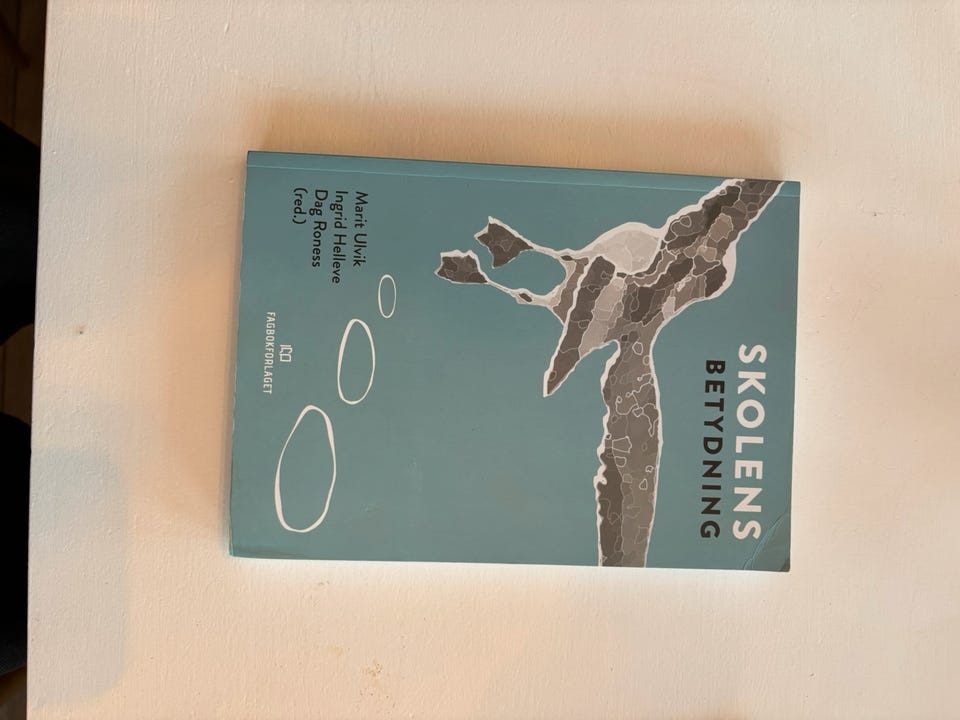 SKOLENS
BETYDNING
Marit Ulvik
Ingrid Helleve
Dag Roness
(red.)
FAGBOKFORLAGET